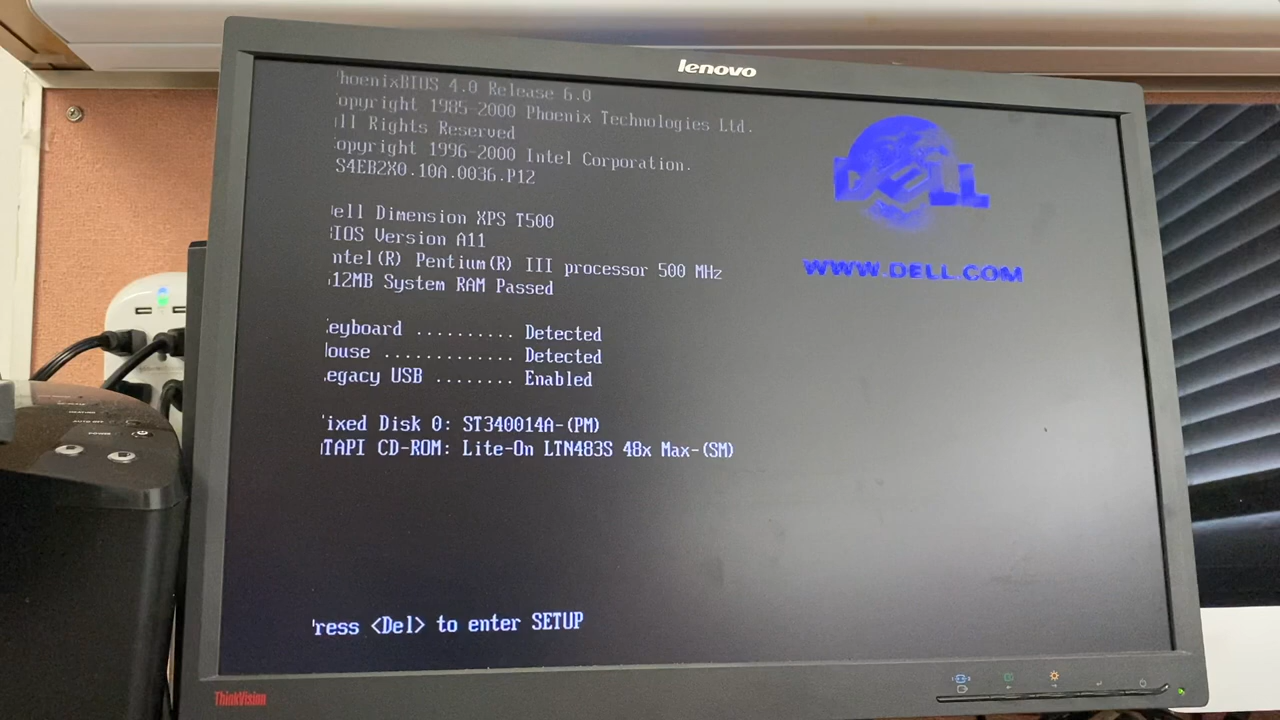 lenovo
hoenixBIOS 4.0 Release 6.0
opyright 1985-2000 Phoenix Technologies Ltd.
ll Rights Reserved
opyright 1996-2000 Intel Corporation.
S4EB2X0.10A.0036.P12
DELL
WWW.DELL.COM
ell Dimension XPS T500
IOS Version A11
ntel(R) Pentium(R) III processor 500 MHz
12MB System RAM Passed
eyboard .......... Detected
ouse ............. Detected
egacy USB ........ Enabled
ixed Disk 0: ST340014A-(PM)
TAPI CD-ROM: Lite-On LTN483S 48x Max-(SM)
ress <Del> to enter SETUP
ThinkVision